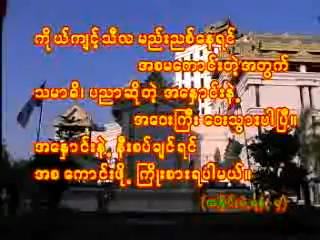 ကိုယ်ကျင့်သီလ မည်းညစ်နေရင်
အစမကောင်းတဲ့အတွက်
သမာဓိ၊ ပညာဆိုတဲ့ အနှောင်းနဲ့
အဝေးကြီး ဝေးသွားပါပြီ။
အနှောင်းနဲ့ နီးစပ်ချင်ရင်
အစ ကောင်းဖို့ ကြိုးစားရပါမယ်။